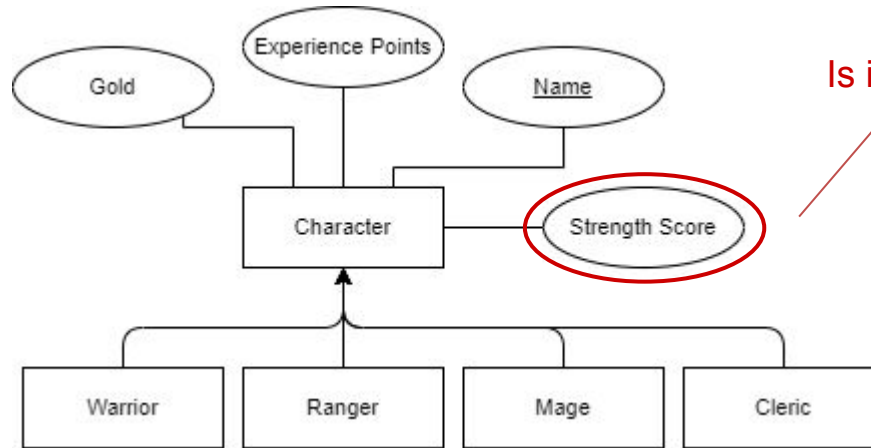 Experience Points
Gold
Name
Is
Character
Strength Score
Warrior
Ranger
Mage
Cleric